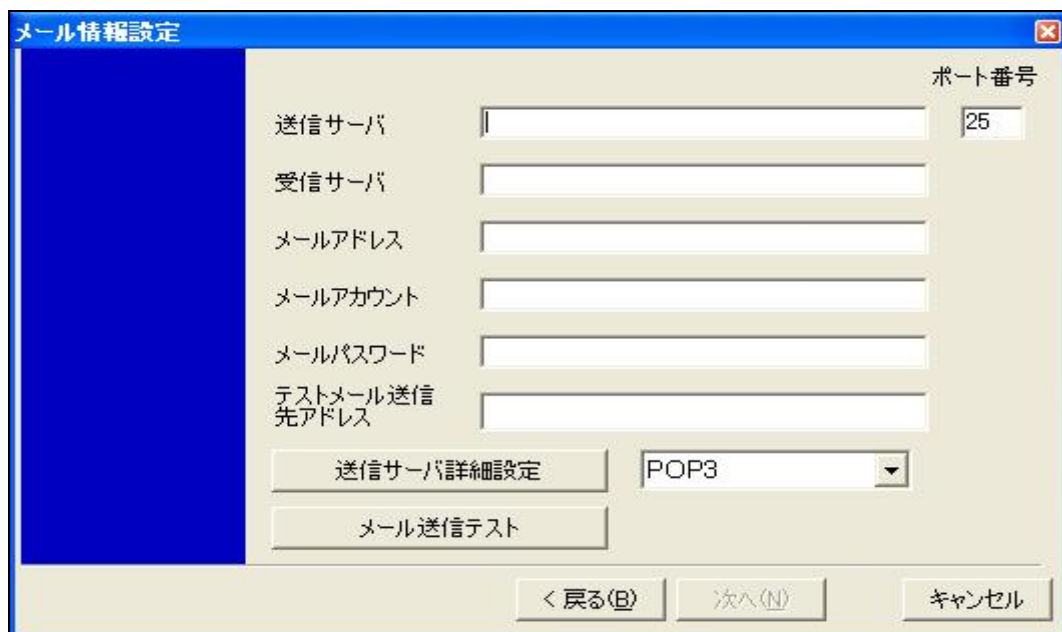 メール情報設定
ポート番号
送信サーバ
25
受信サーバ
メールアドレス
メールアカウント
メールパスワード
テストメール送信
先アドレス
送信サーバ詳細設定 POP3
メール送信テスト
< 戻る(B) 次へ(N) キャンセル